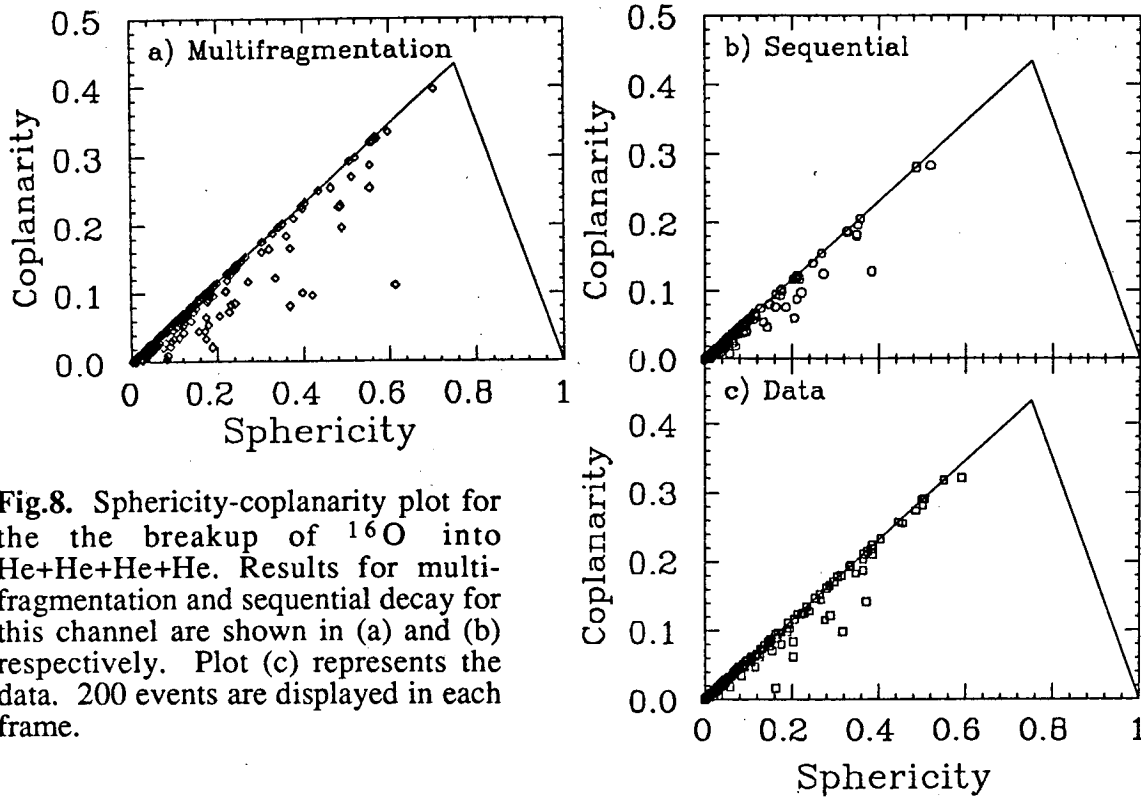 0.5
a) Multifragmentation
0.4
0.3
0.2
0.1
0.0
Coplanarity
0 0.2 0.4 0.6 0.8 1
Sphericity
0.5
b) Sequential
0.4
0.3
0.2
0.1
0.0
Coplanarity
c) Data
0.4
0.3
0.2
0.1
0.0
Coplanarity
0 0.2 0.4 0.6 0.8 1
Sphericity
Fig.8. Sphericity-coplanarity plot for
the the breakup of ¹⁶O into
He+He+He+He. Results for multi-
fragmentation and sequential decay for
this channel are shown in (a) and (b)
respectively. Plot (c) represents the
data. 200 events are displayed in each
frame.